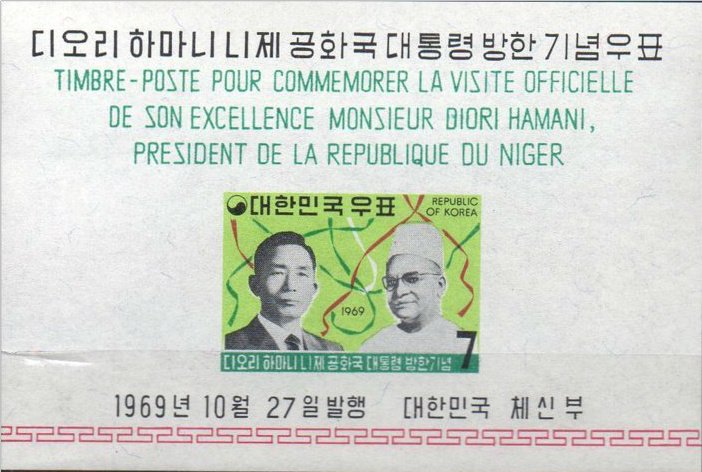 디오리 하마니 니제 공화국 대통령 방한 기념우표
TIMBRE-POSTE POUR COMMEMORER LA VISITE OFFICIELLE
DE SON EXCELLENCE MONSIEUR DIORI HAMANI,
PRESIDENT DE LA REPUBLIQUE DU NIGER
대한민국 우표
REPUBLIC
OF KOREA
1969
7
디오리 하마니 니제 공화국 대통령 방한기념
1969년 10월 27일 발행 대한민국 체신부